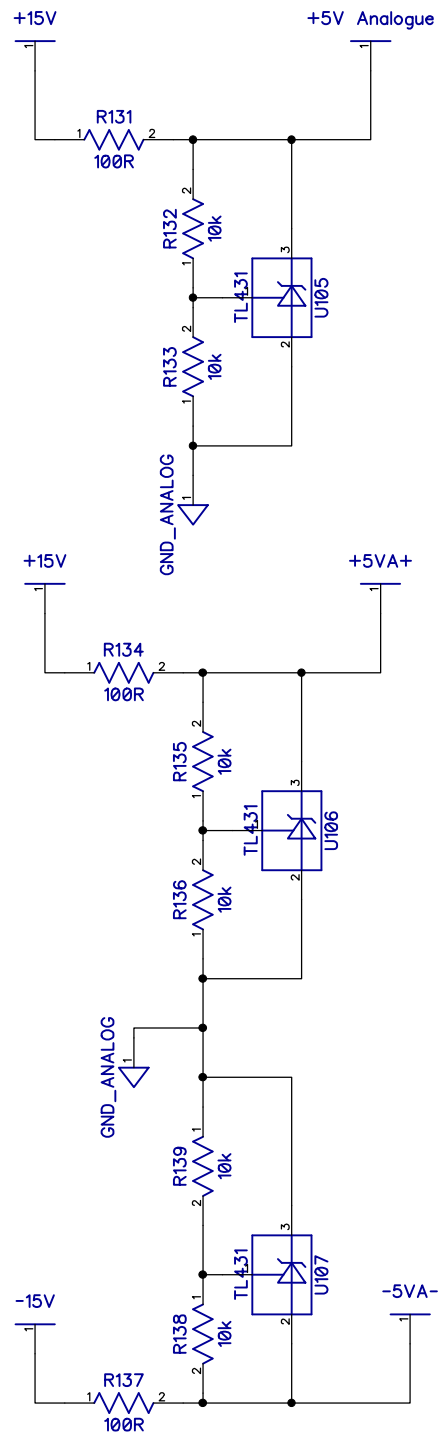 +15V
+5V Analogue
1
1
R131
1
2
100R
2
R132
10k
1
3
TL431
1
U105
2
2
R133
10k
1
1
GND_ANALOG
+15V
+5VA+
1
1
R134
1
2
100R
2
R135
10k
1
3
TL431
1
U106
2
2
R136
10k
1
GND_ANALOG
1
1
R139
10k
2
3
TL431
1
U107
2
1
R138
10k
2
-15V
-5VA-
1
1
R137
1
2
100R